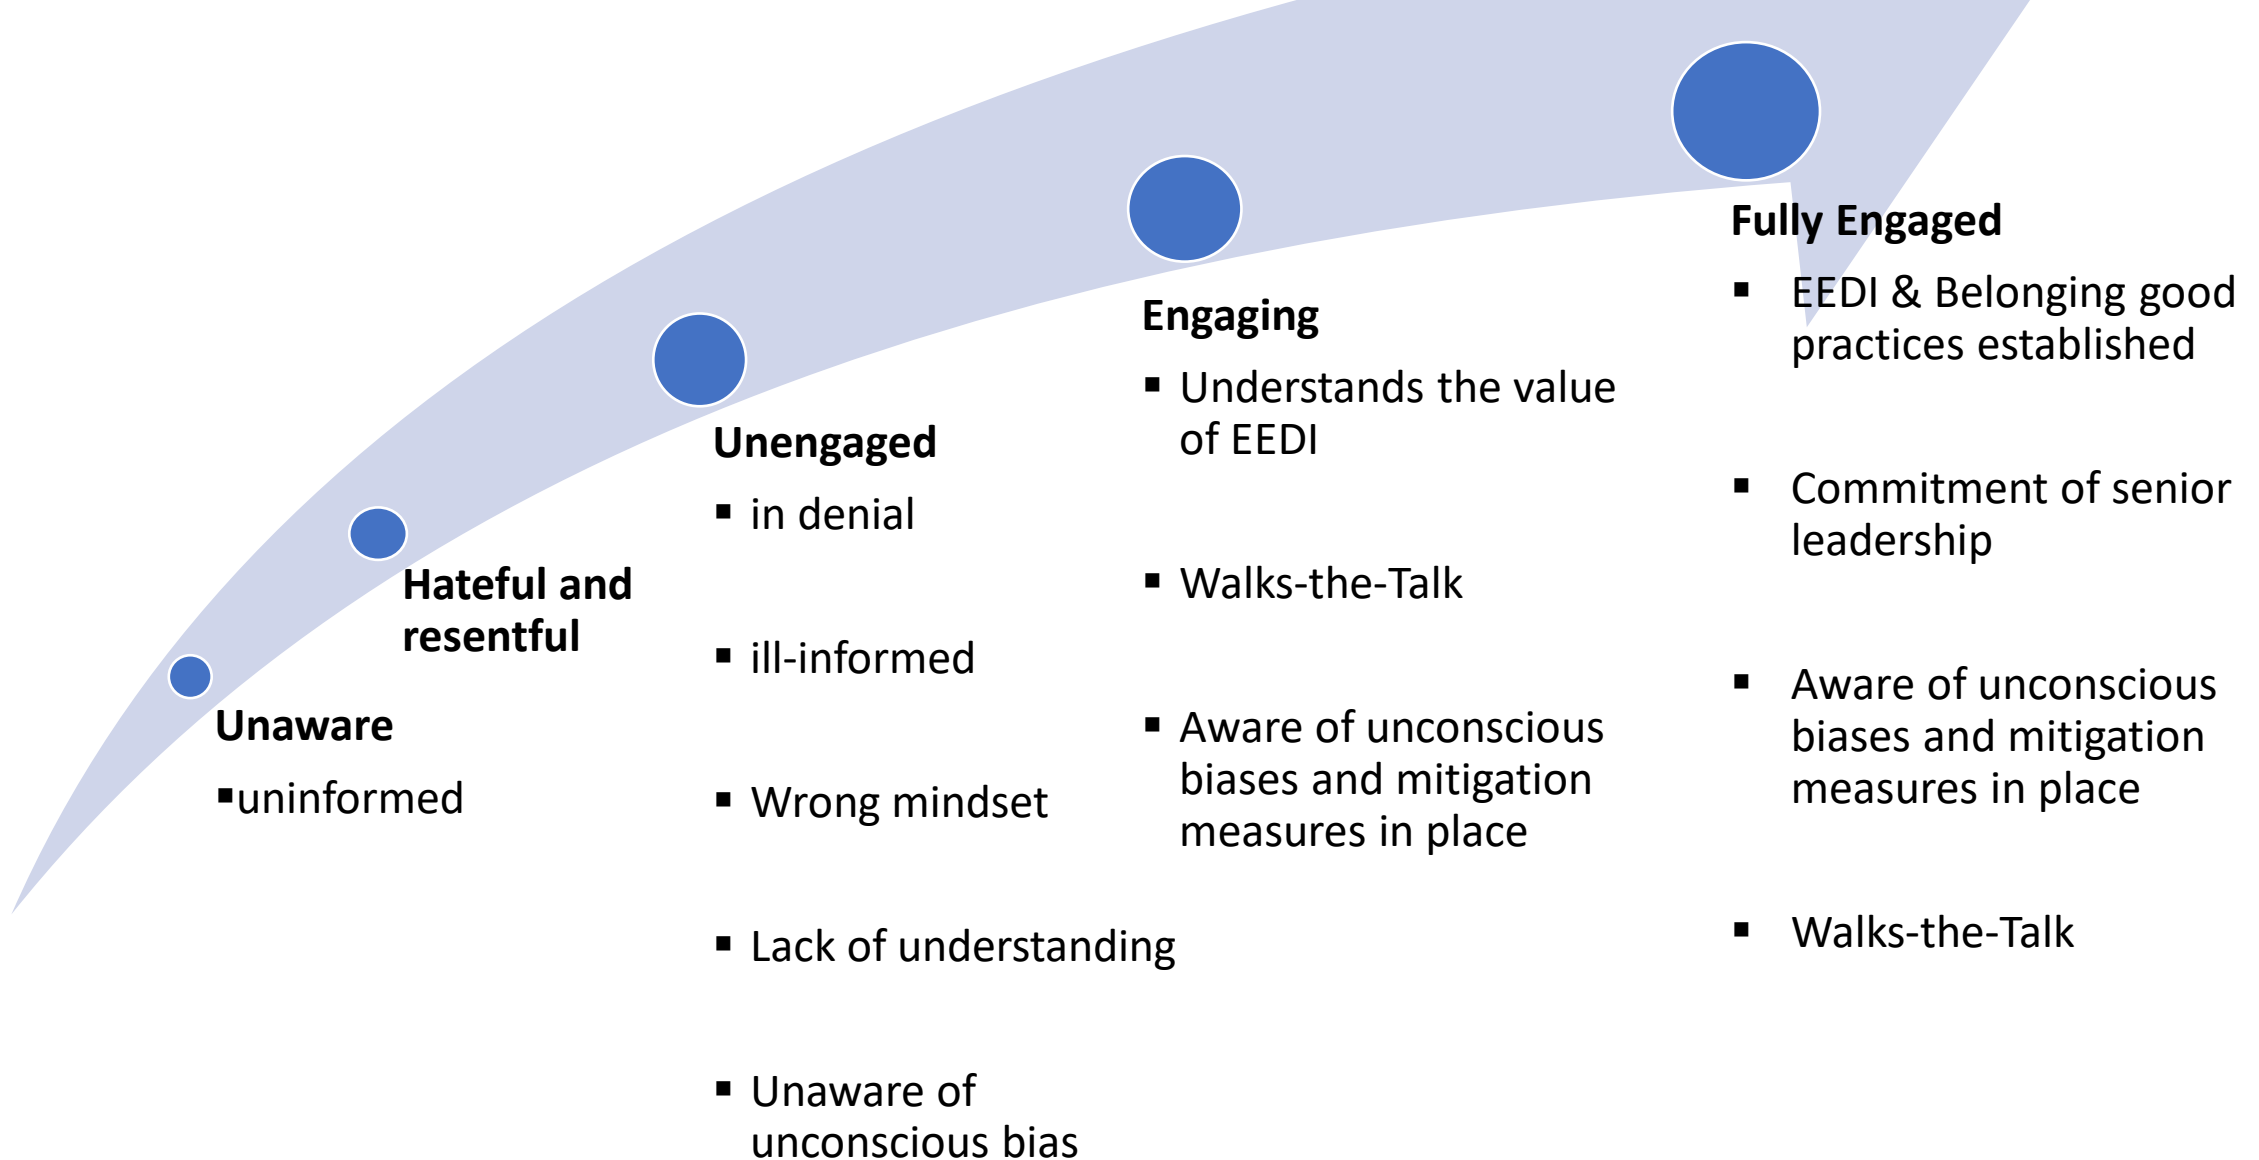 Unaware
▪uninformed
Hateful and
resentful
Unengaged
▪ in denial
▪ ill-informed
▪ Wrong mindset
▪ Lack of understanding
▪ Unaware of
unconscious bias
Engaging
▪ Understands the value
of EEDI
▪ Walks-the-Talk
▪ Aware of unconscious
biases and mitigation
measures in place
Fully Engaged
▪ EEDI & Belonging good
practices established
▪ Commitment of senior
leadership
▪ Aware of unconscious
biases and mitigation
measures in place
▪ Walks-the-Talk